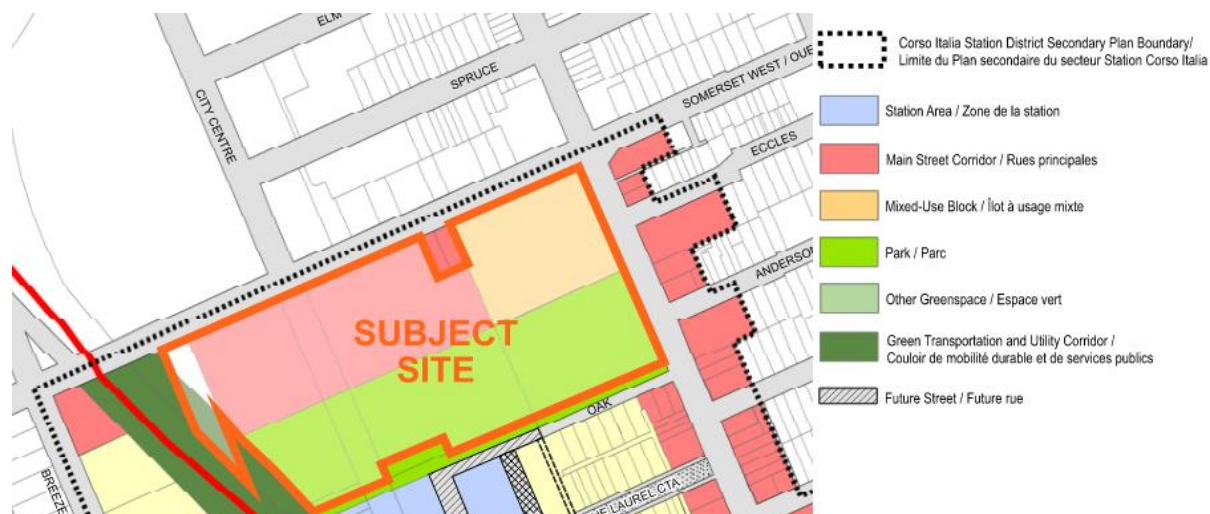 ELM
SPRUCE
CITY CENTRE
SOMERSET WEST / OUE
ECCLES
ANDERSON
SUBJECT
SITE
OAK
BREEZE
LAUREL CTA
Corso Italia Station District Secondary Plan Boundary/
Limite du Plan secondaire du secteur Station Corso Italia
Station Area / Zone de la station
Main Street Corridor / Rues principales
Mixed-Use Block / Îlot à usage mixte
Park / Parc
Other Greenspace / Espace vert
Green Transportation and Utility Corridor /
Couloir de mobilité durable et de services publics
Future Street / Future rue